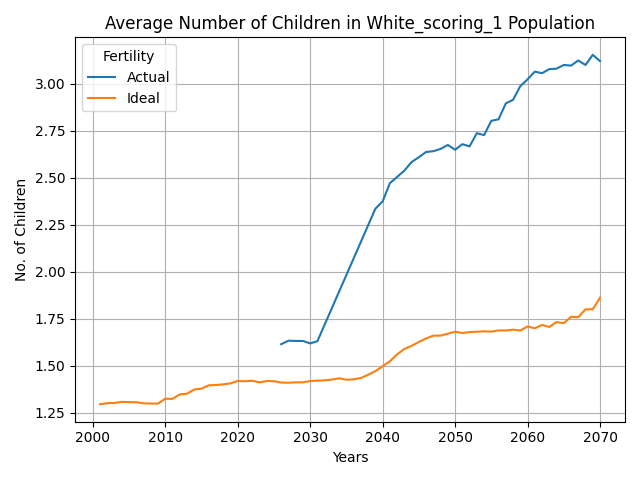 Average Number of Children in White_scoring_1 Population
Fertility
Actual
Ideal
3.00
2.75
2.50
2.25
2.00
1.75
1.50
1.25
No. of Children
2000 2010 2020 2030 2040 2050 2060 2070
Years